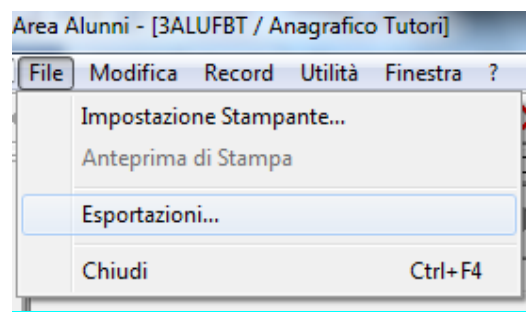 Area Alunni - [3ALUFBT / Anagrafico Tutori]
File Modifica Record Utilità Finestra ?
Impostazione Stampante...
Anteprima di Stampa
Esportazioni...
Chiudi Ctrl+F4